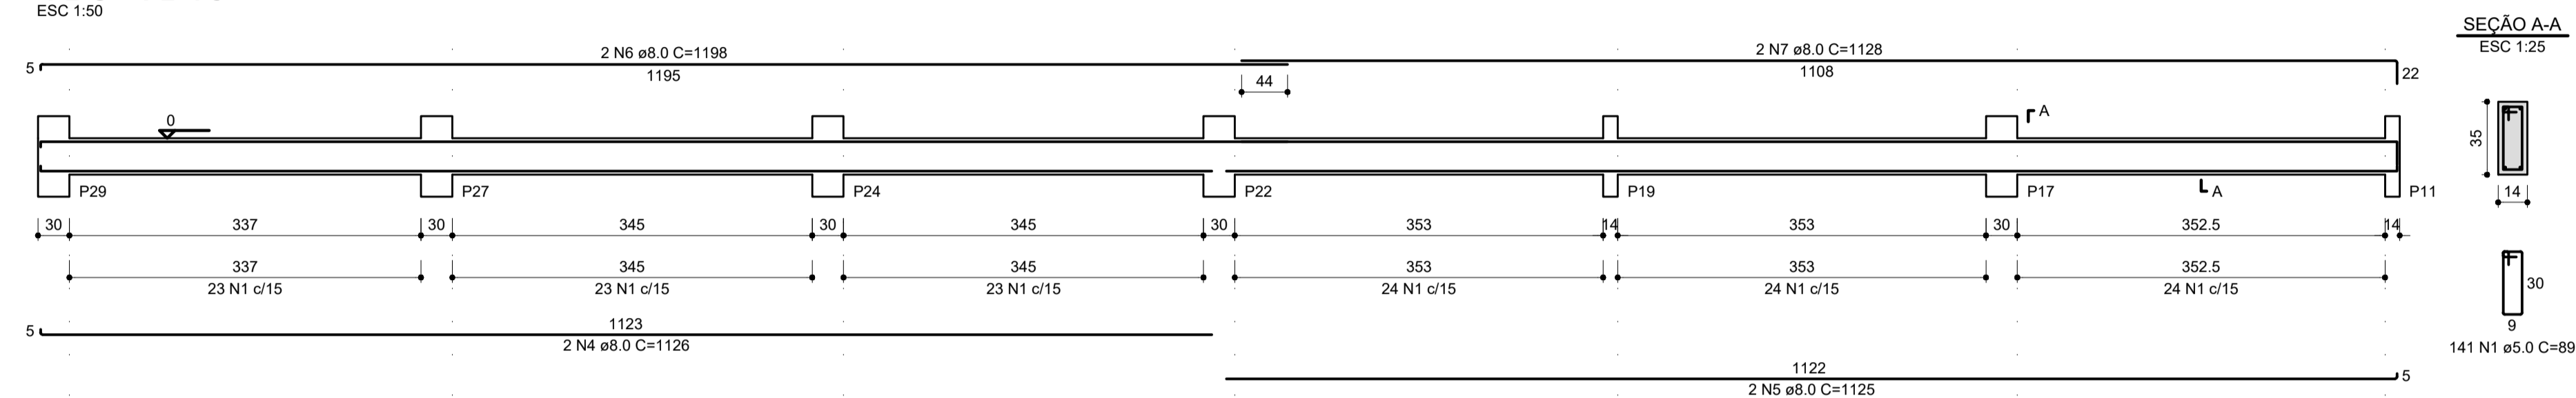 ESC 1:50
SEÇÃO A-A
ESC 1:25
2 N6 ø8.0 C=1198
5
1195
2 N7 ø8.0 C=1128
1108
22
44
0
A
35
14
P29
P27
P24
P22
P19
P17
A
P11
30
337
30
345
30
345
30
353
14
353
30
352.5
14
337
345
345
353
353
352.5
23 N1 c/15
23 N1 c/15
23 N1 c/15
24 N1 c/15
24 N1 c/15
24 N1 c/15
30
9
141 N1 ø5.0 C=89
5
1123
2 N4 ø8.0 C=1126
1122
5
2 N5 ø8.0 C=1125